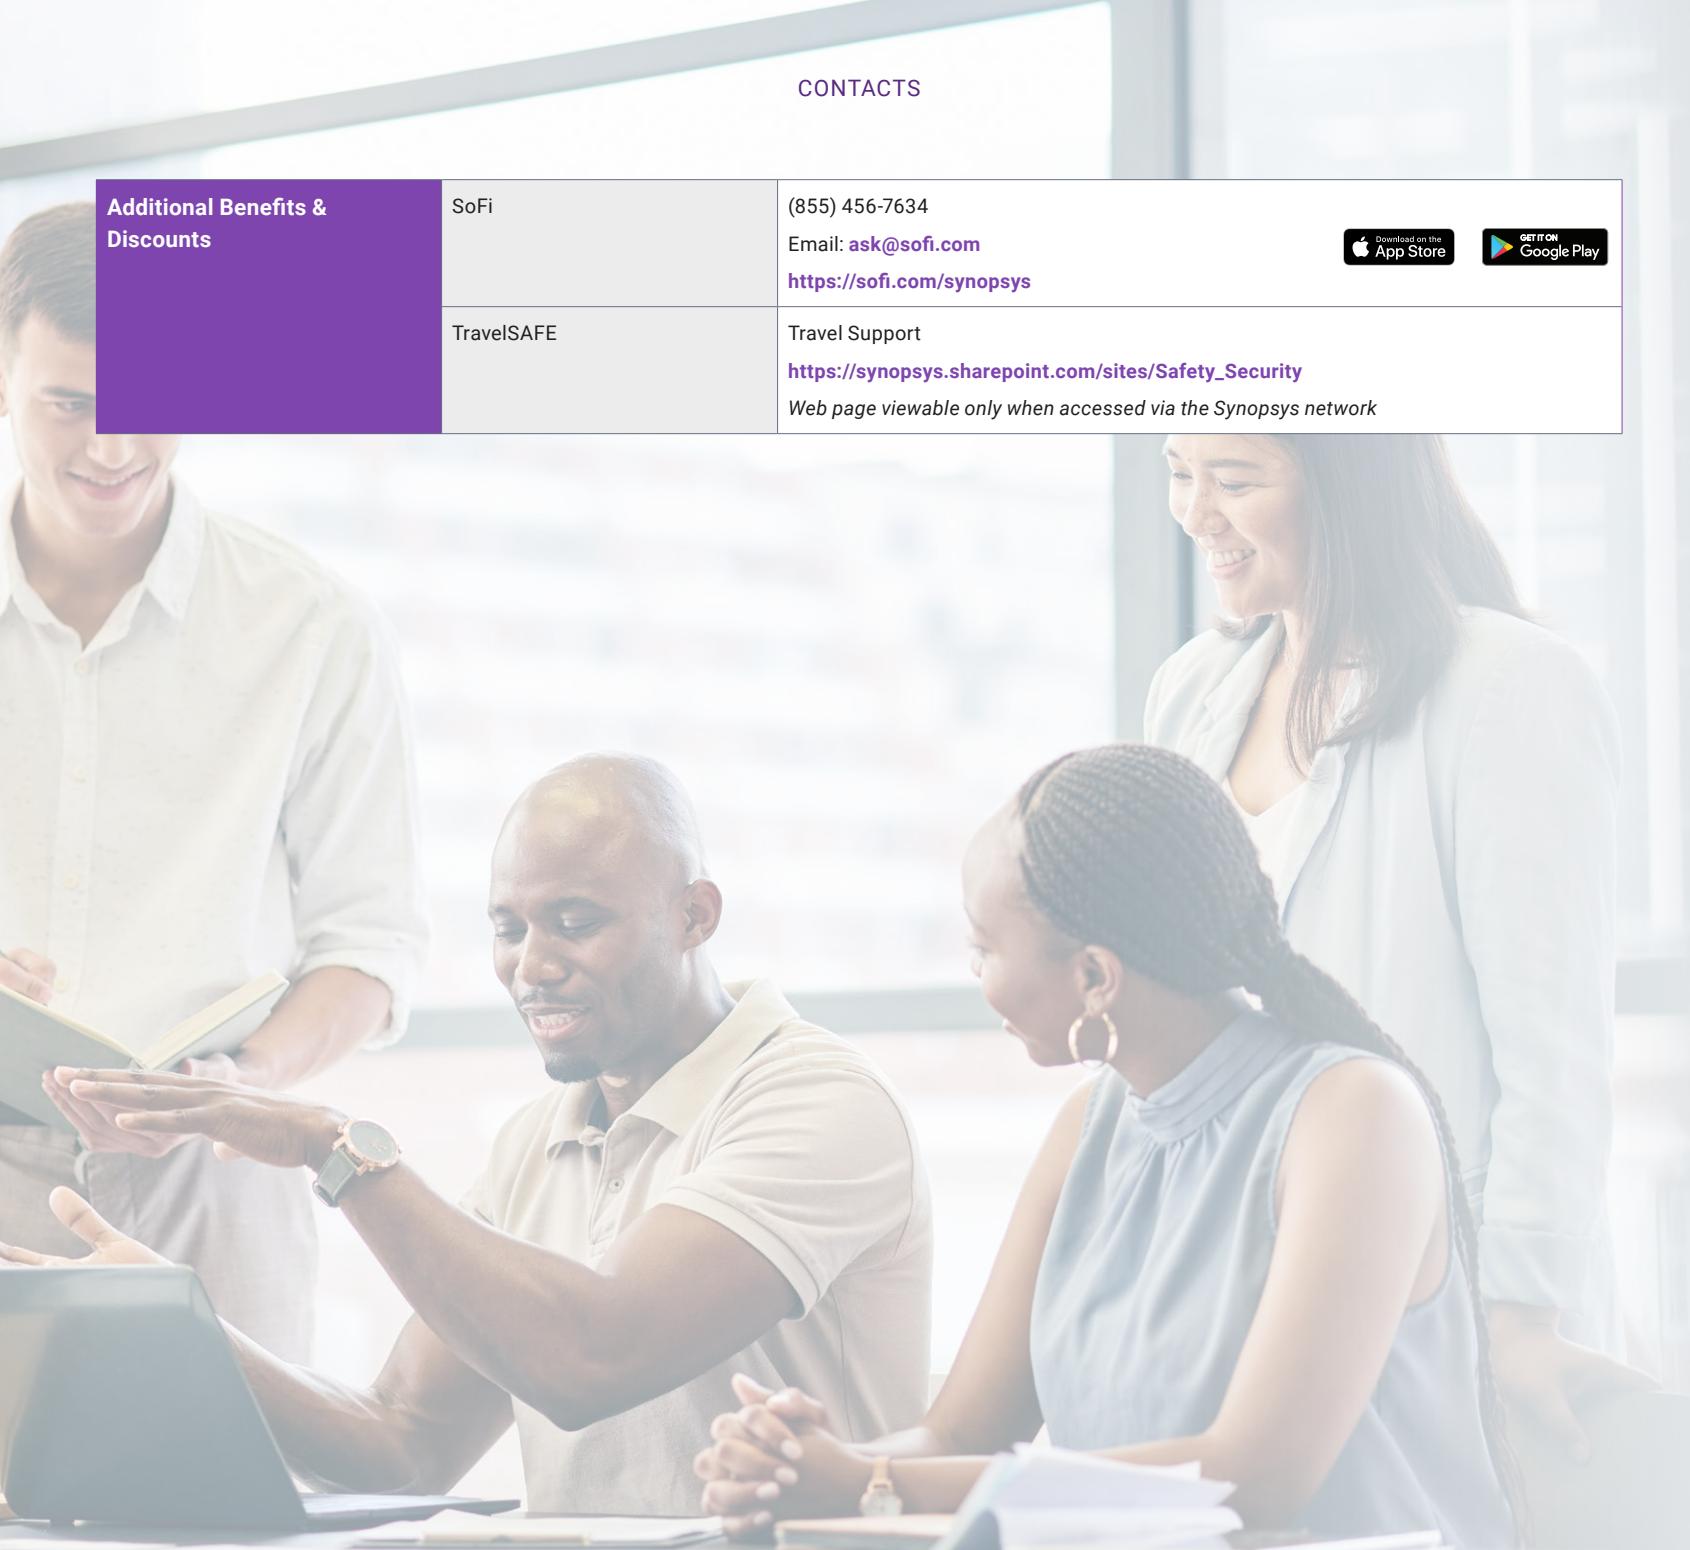 CONTACTS
Additional Benefits &
Discounts
SoFi
(855) 456-7634
Email: ask@sofi.com
https://sofi.com/synopsys
Download on the
App Store
GET IT ON
Google Play
TravelSAFE
Travel Support
https://synopsys.sharepoint.com/sites/Safety_Security
Web page viewable only when accessed via the Synopsys network